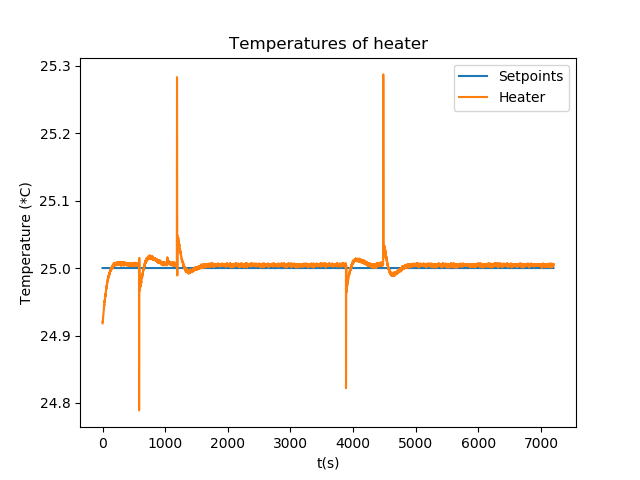 Temperatures of heater
25.3
25.2
25.1
25.0
24.9
24.8
Temperature (*C)
0 1000 2000 3000 4000 5000 6000 7000
t(s)
Setpoints
Heater